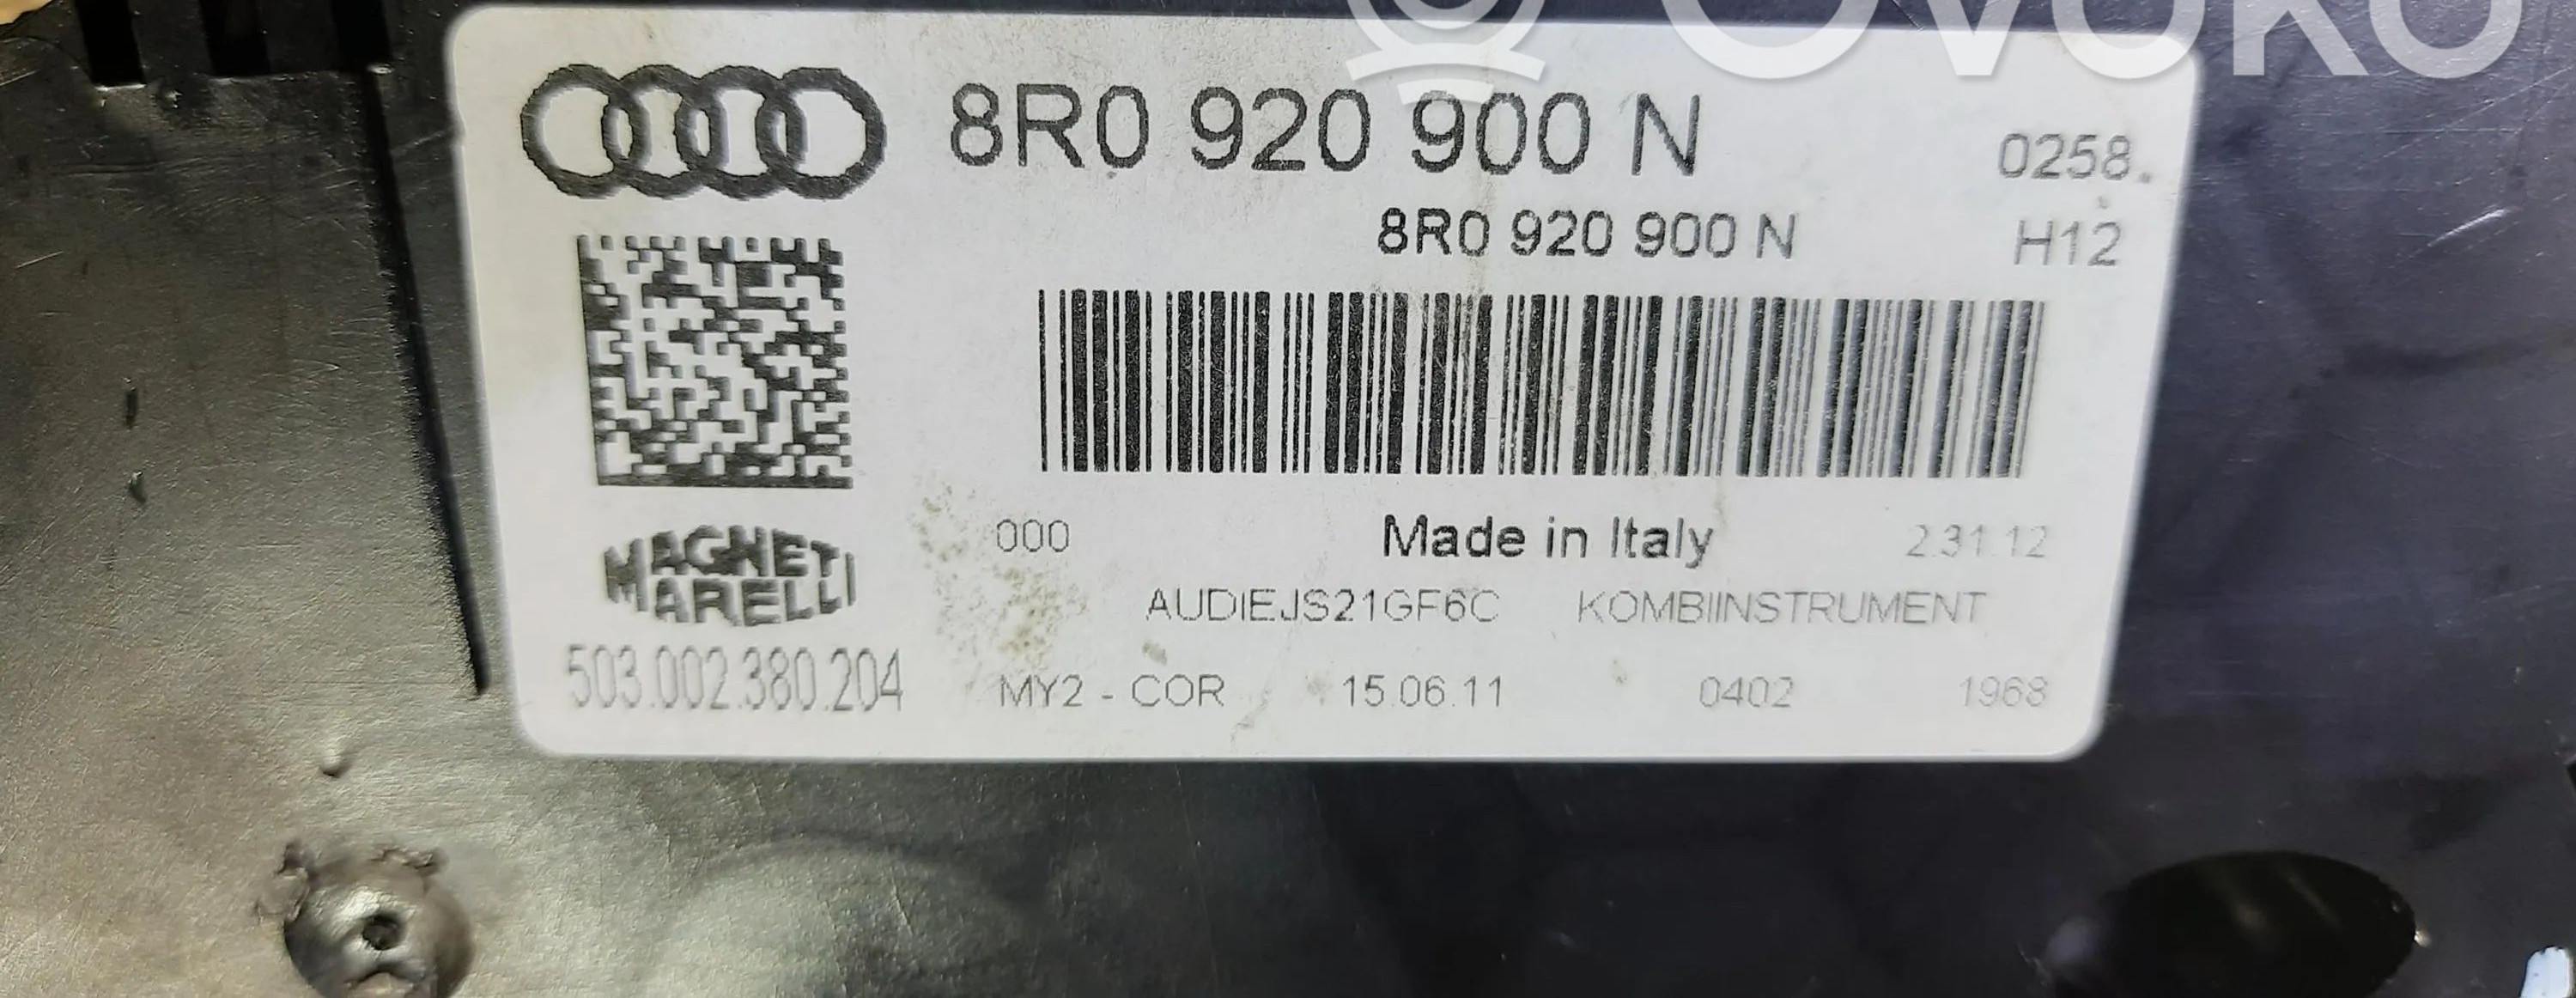 OVOKO
8R0 920 900 N
0258.
8R0 920 900 N
H12
000 Made in Italy 2.31.12
MAGNETI
MARELLI
AUDIEJS21GF6C KOMBIINSTRUMENT
503.002.380.204 MY2 - COR 15.06.11 0402 1968